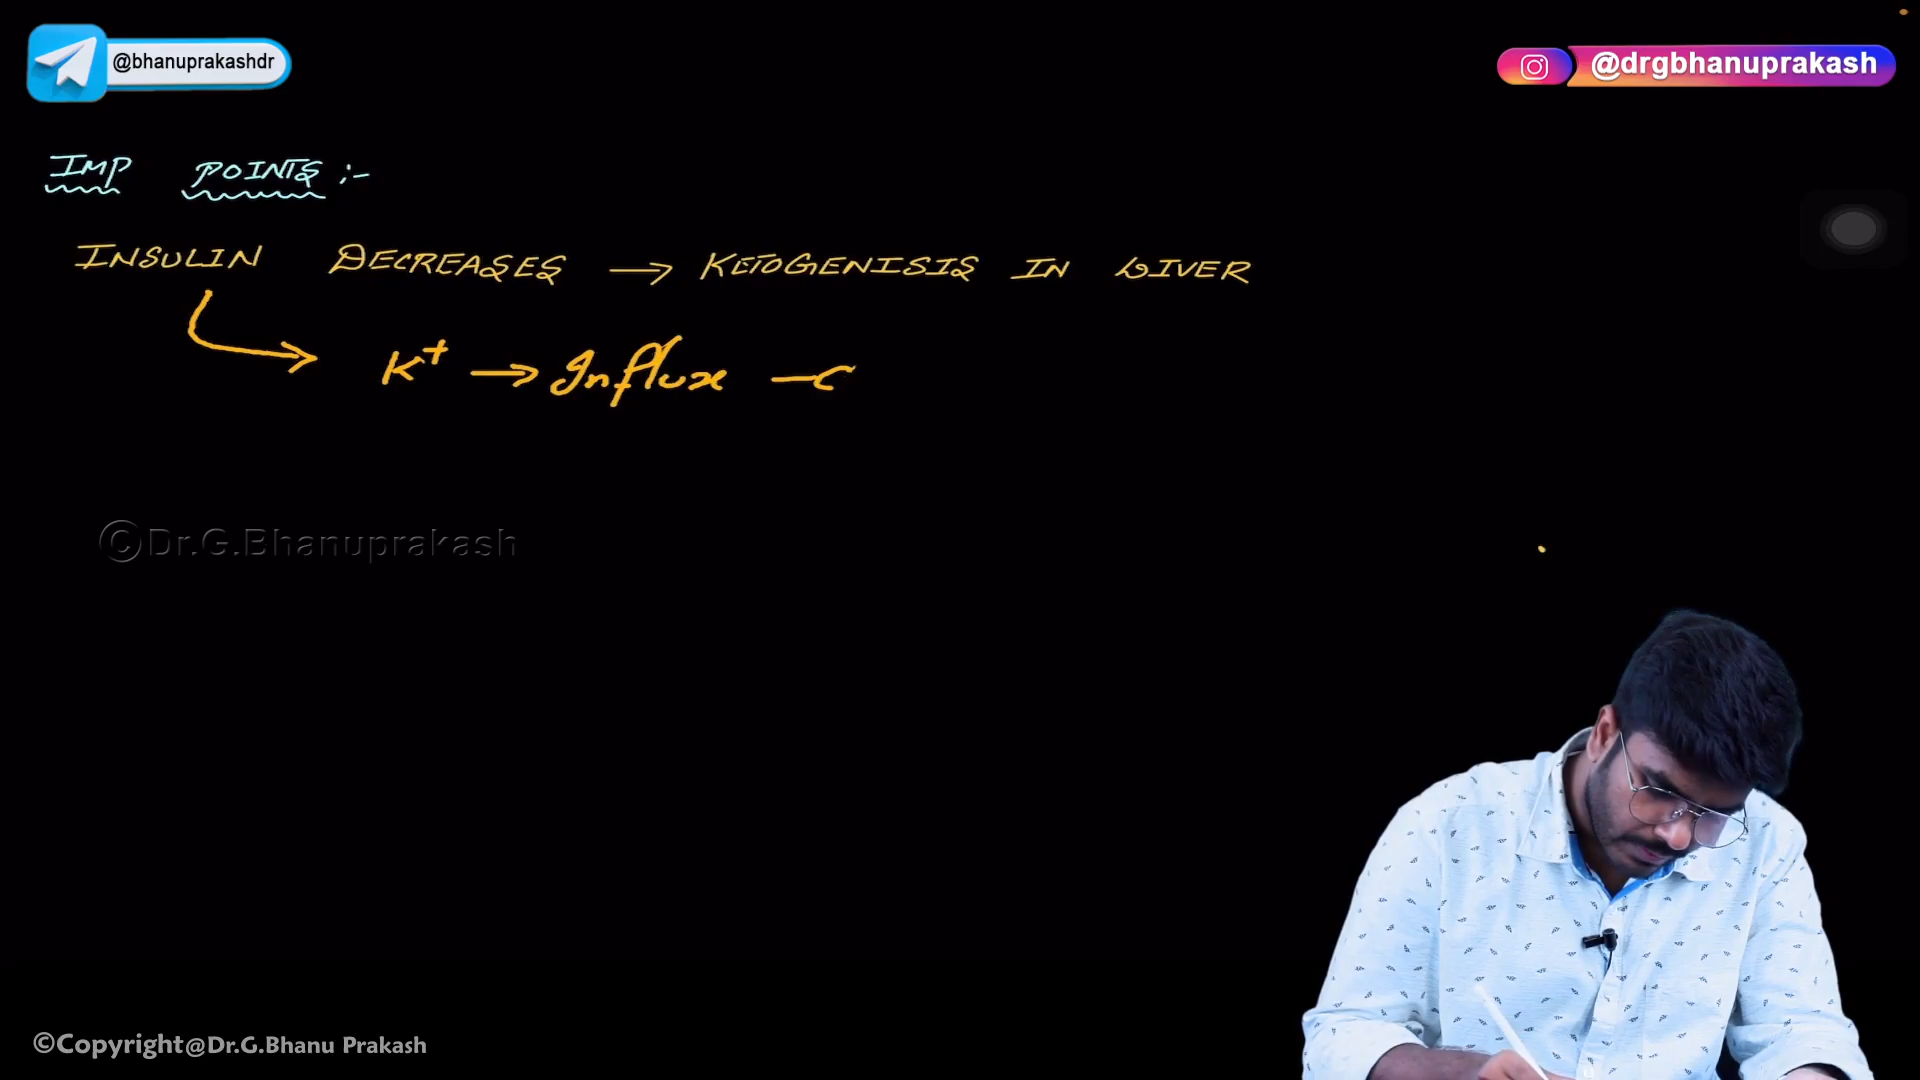 @bhanuprakashdr
@drgbhanuprakash
IMP POINTS :-
INSULIN DECREASES → KETOGENISIS IN LIVER
K+ → Influx
©Dr.G.Bhanuprakash
©Copyright@Dr.G.Bhanu Prakash